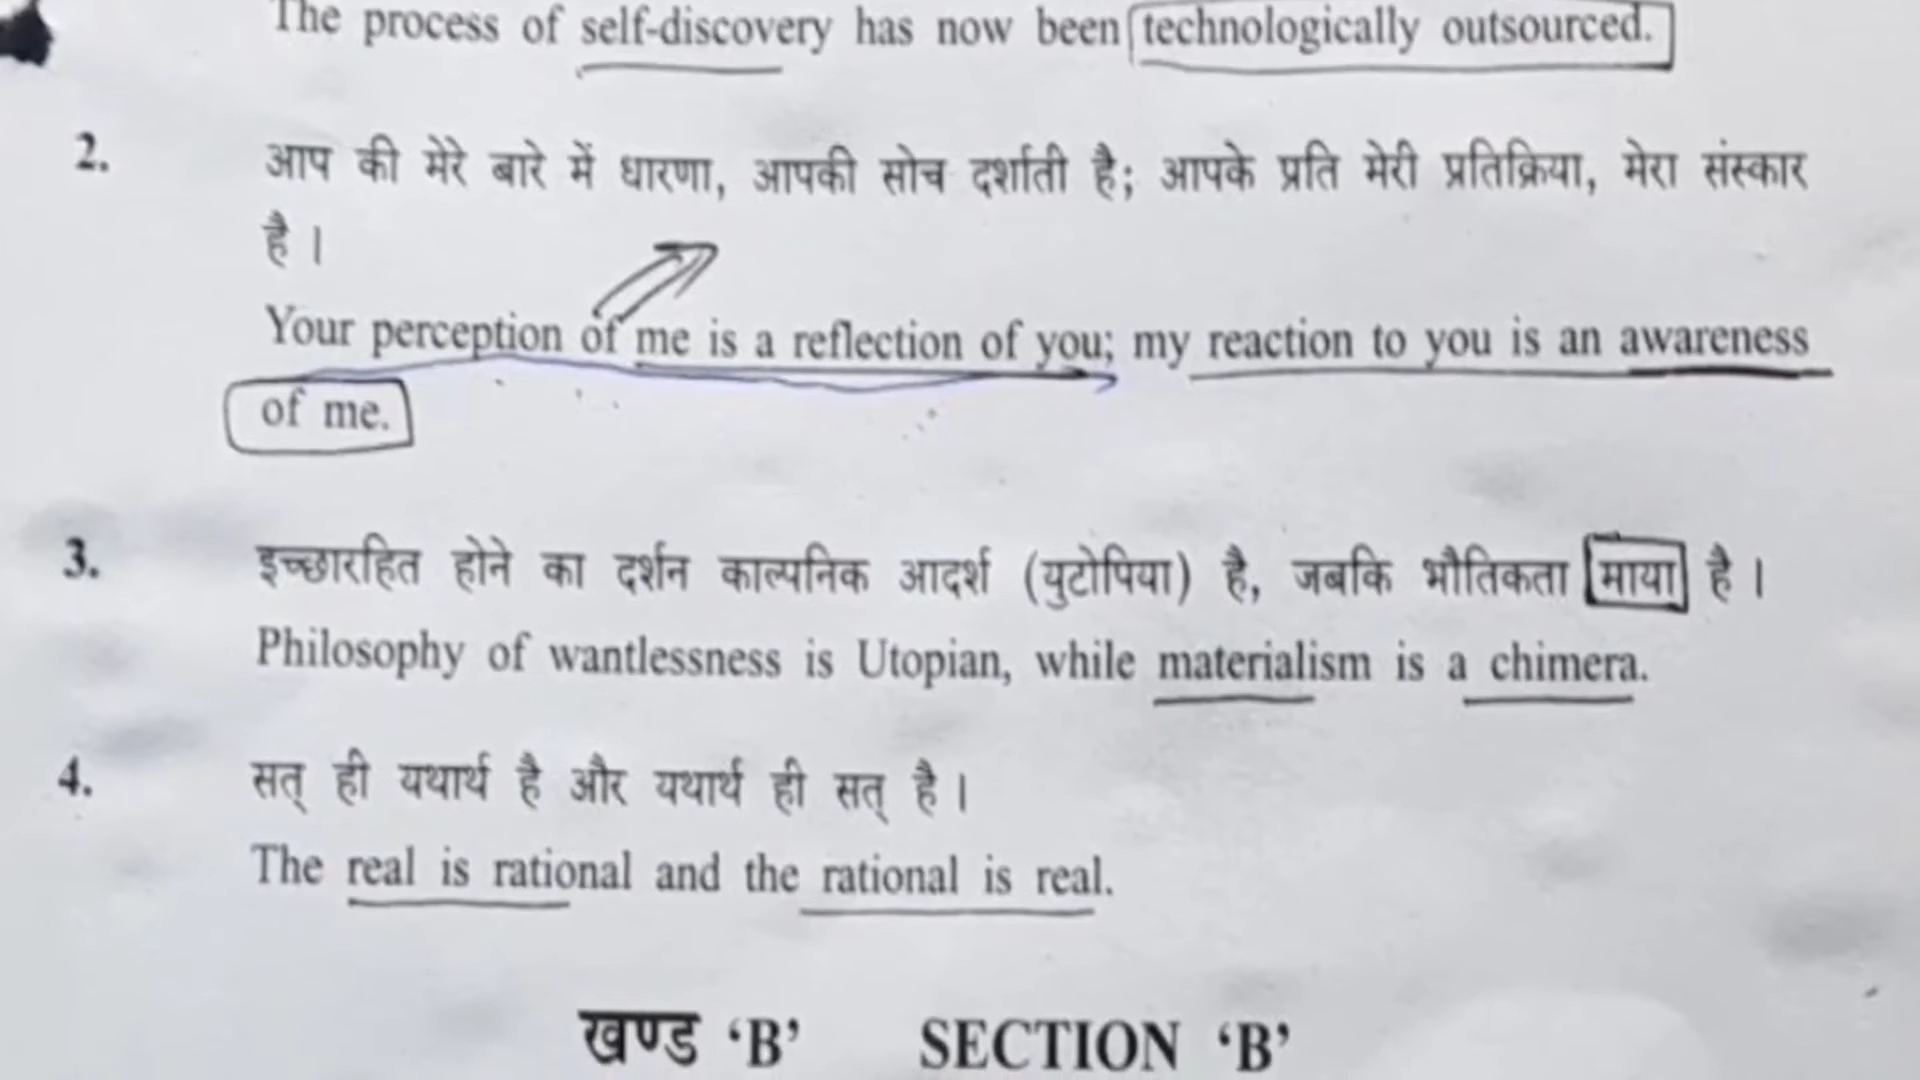 The process of self-discovery has now been technologically outsourced.
2. आप की मेरे बारे में धारणा, आपकी सोच दर्शाती है; आपके प्रति मेरी प्रतिक्रिया, मेरा संस्कार
है ।
Your perception of me is a reflection of you; my reaction to you is an awareness
of me.
3. इच्छारहित होने का दर्शन काल्पनिक आदर्श (युटोपिया) है, जबकि भौतिकता माया है ।
Philosophy of wantlessness is Utopian, while materialism is a chimera.
4. सत् ही यथार्थ है और यथार्थ ही सत् है ।
The real is rational and the rational is real.
खण्ड ‘B’ SECTION ‘B’